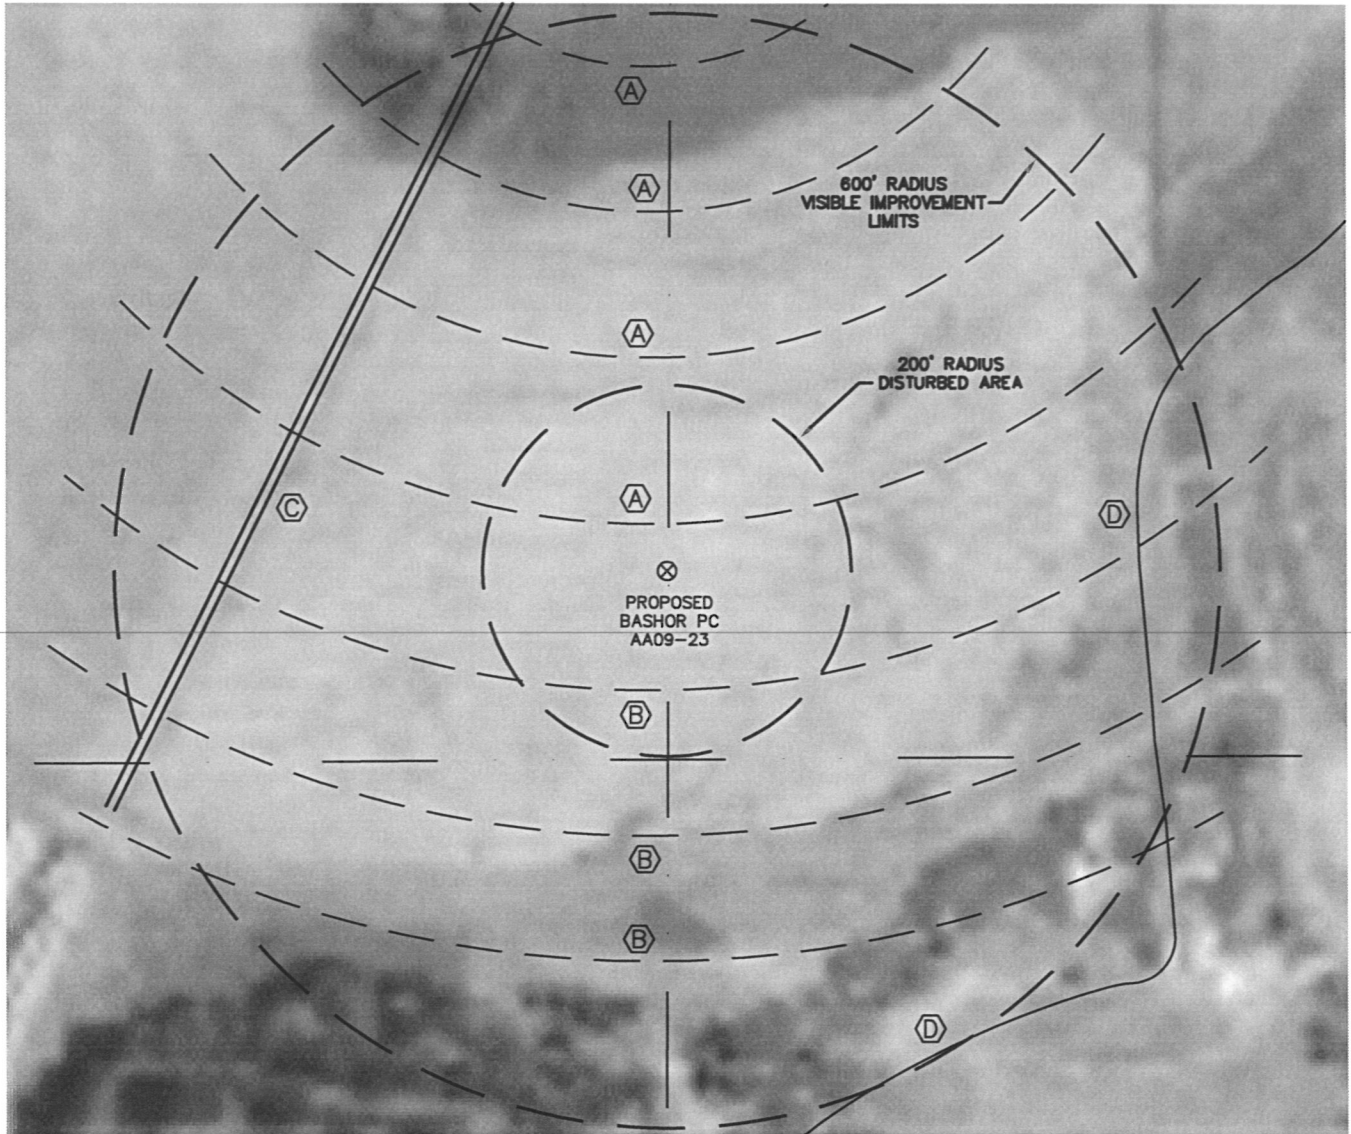 A
A
600' RADIUS
VISIBLE IMPROVEMENT
LIMITS
A
200' RADIUS
DISTURBED AREA
A
C
D
PROPOSED
BASHOR PC
AA09-23
B
B
B
D